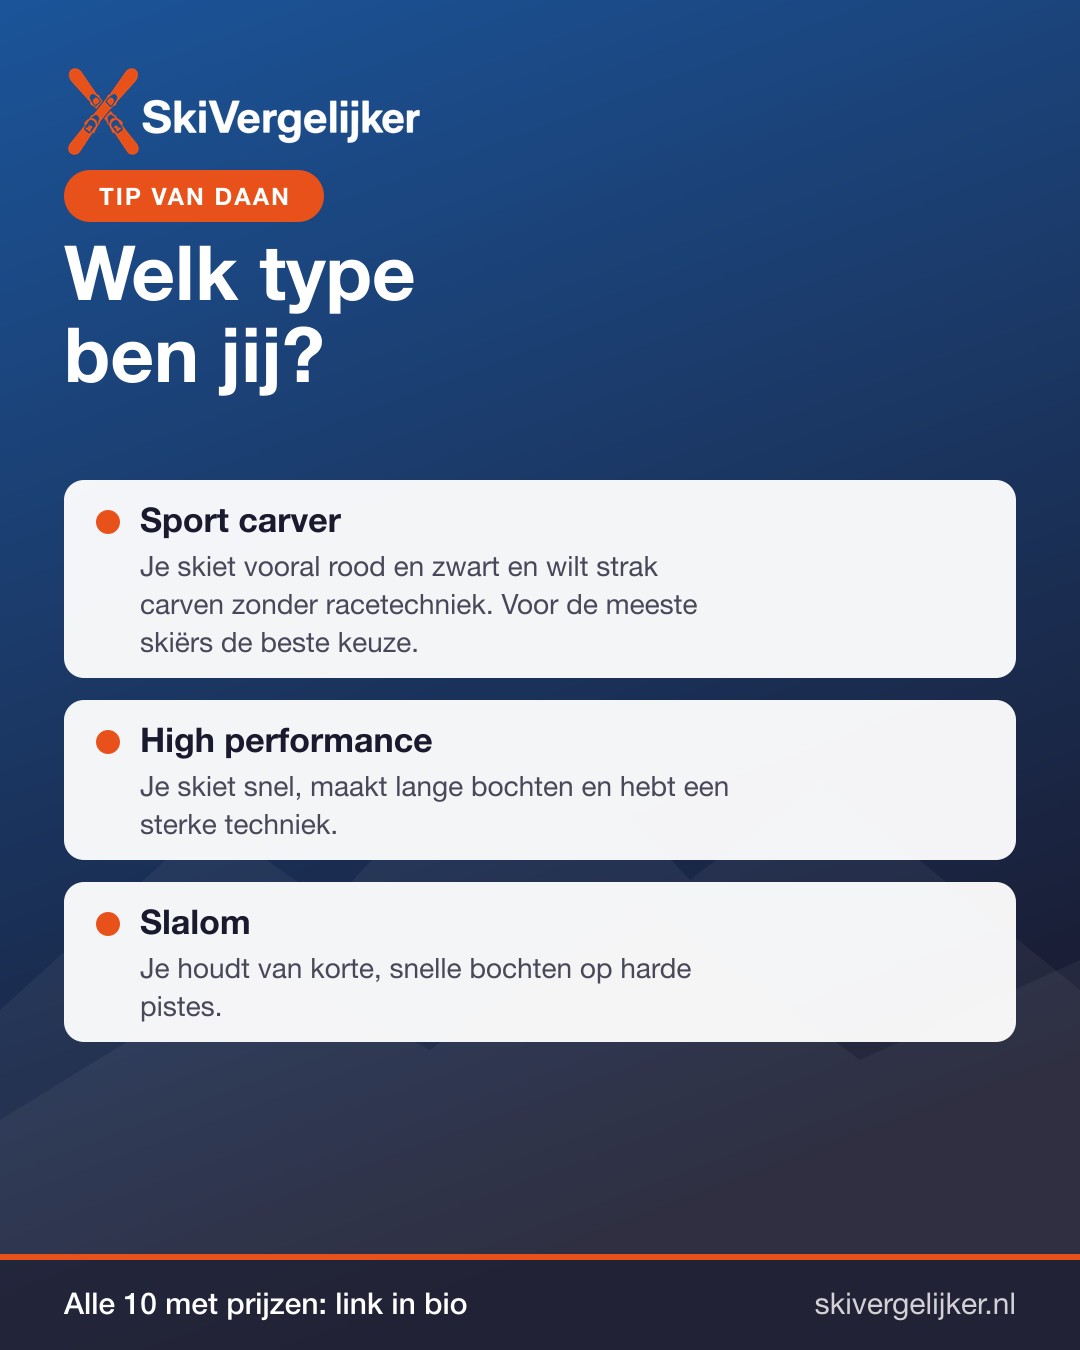 SkiVergelijker
TIP VAN DAAN
Welk type
ben jij?
Sport carver
Je skiet vooral rood en zwart en wilt strak
carven zonder racetechniek. Voor de meeste
skiërs de beste keuze.
High performance
Je skiet snel, maakt lange bochten en hebt een
sterke techniek.
Slalom
Je houdt van korte, snelle bochten op harde
pistes.
Alle 10 met prijzen: link in bio
skivergelijker.nl